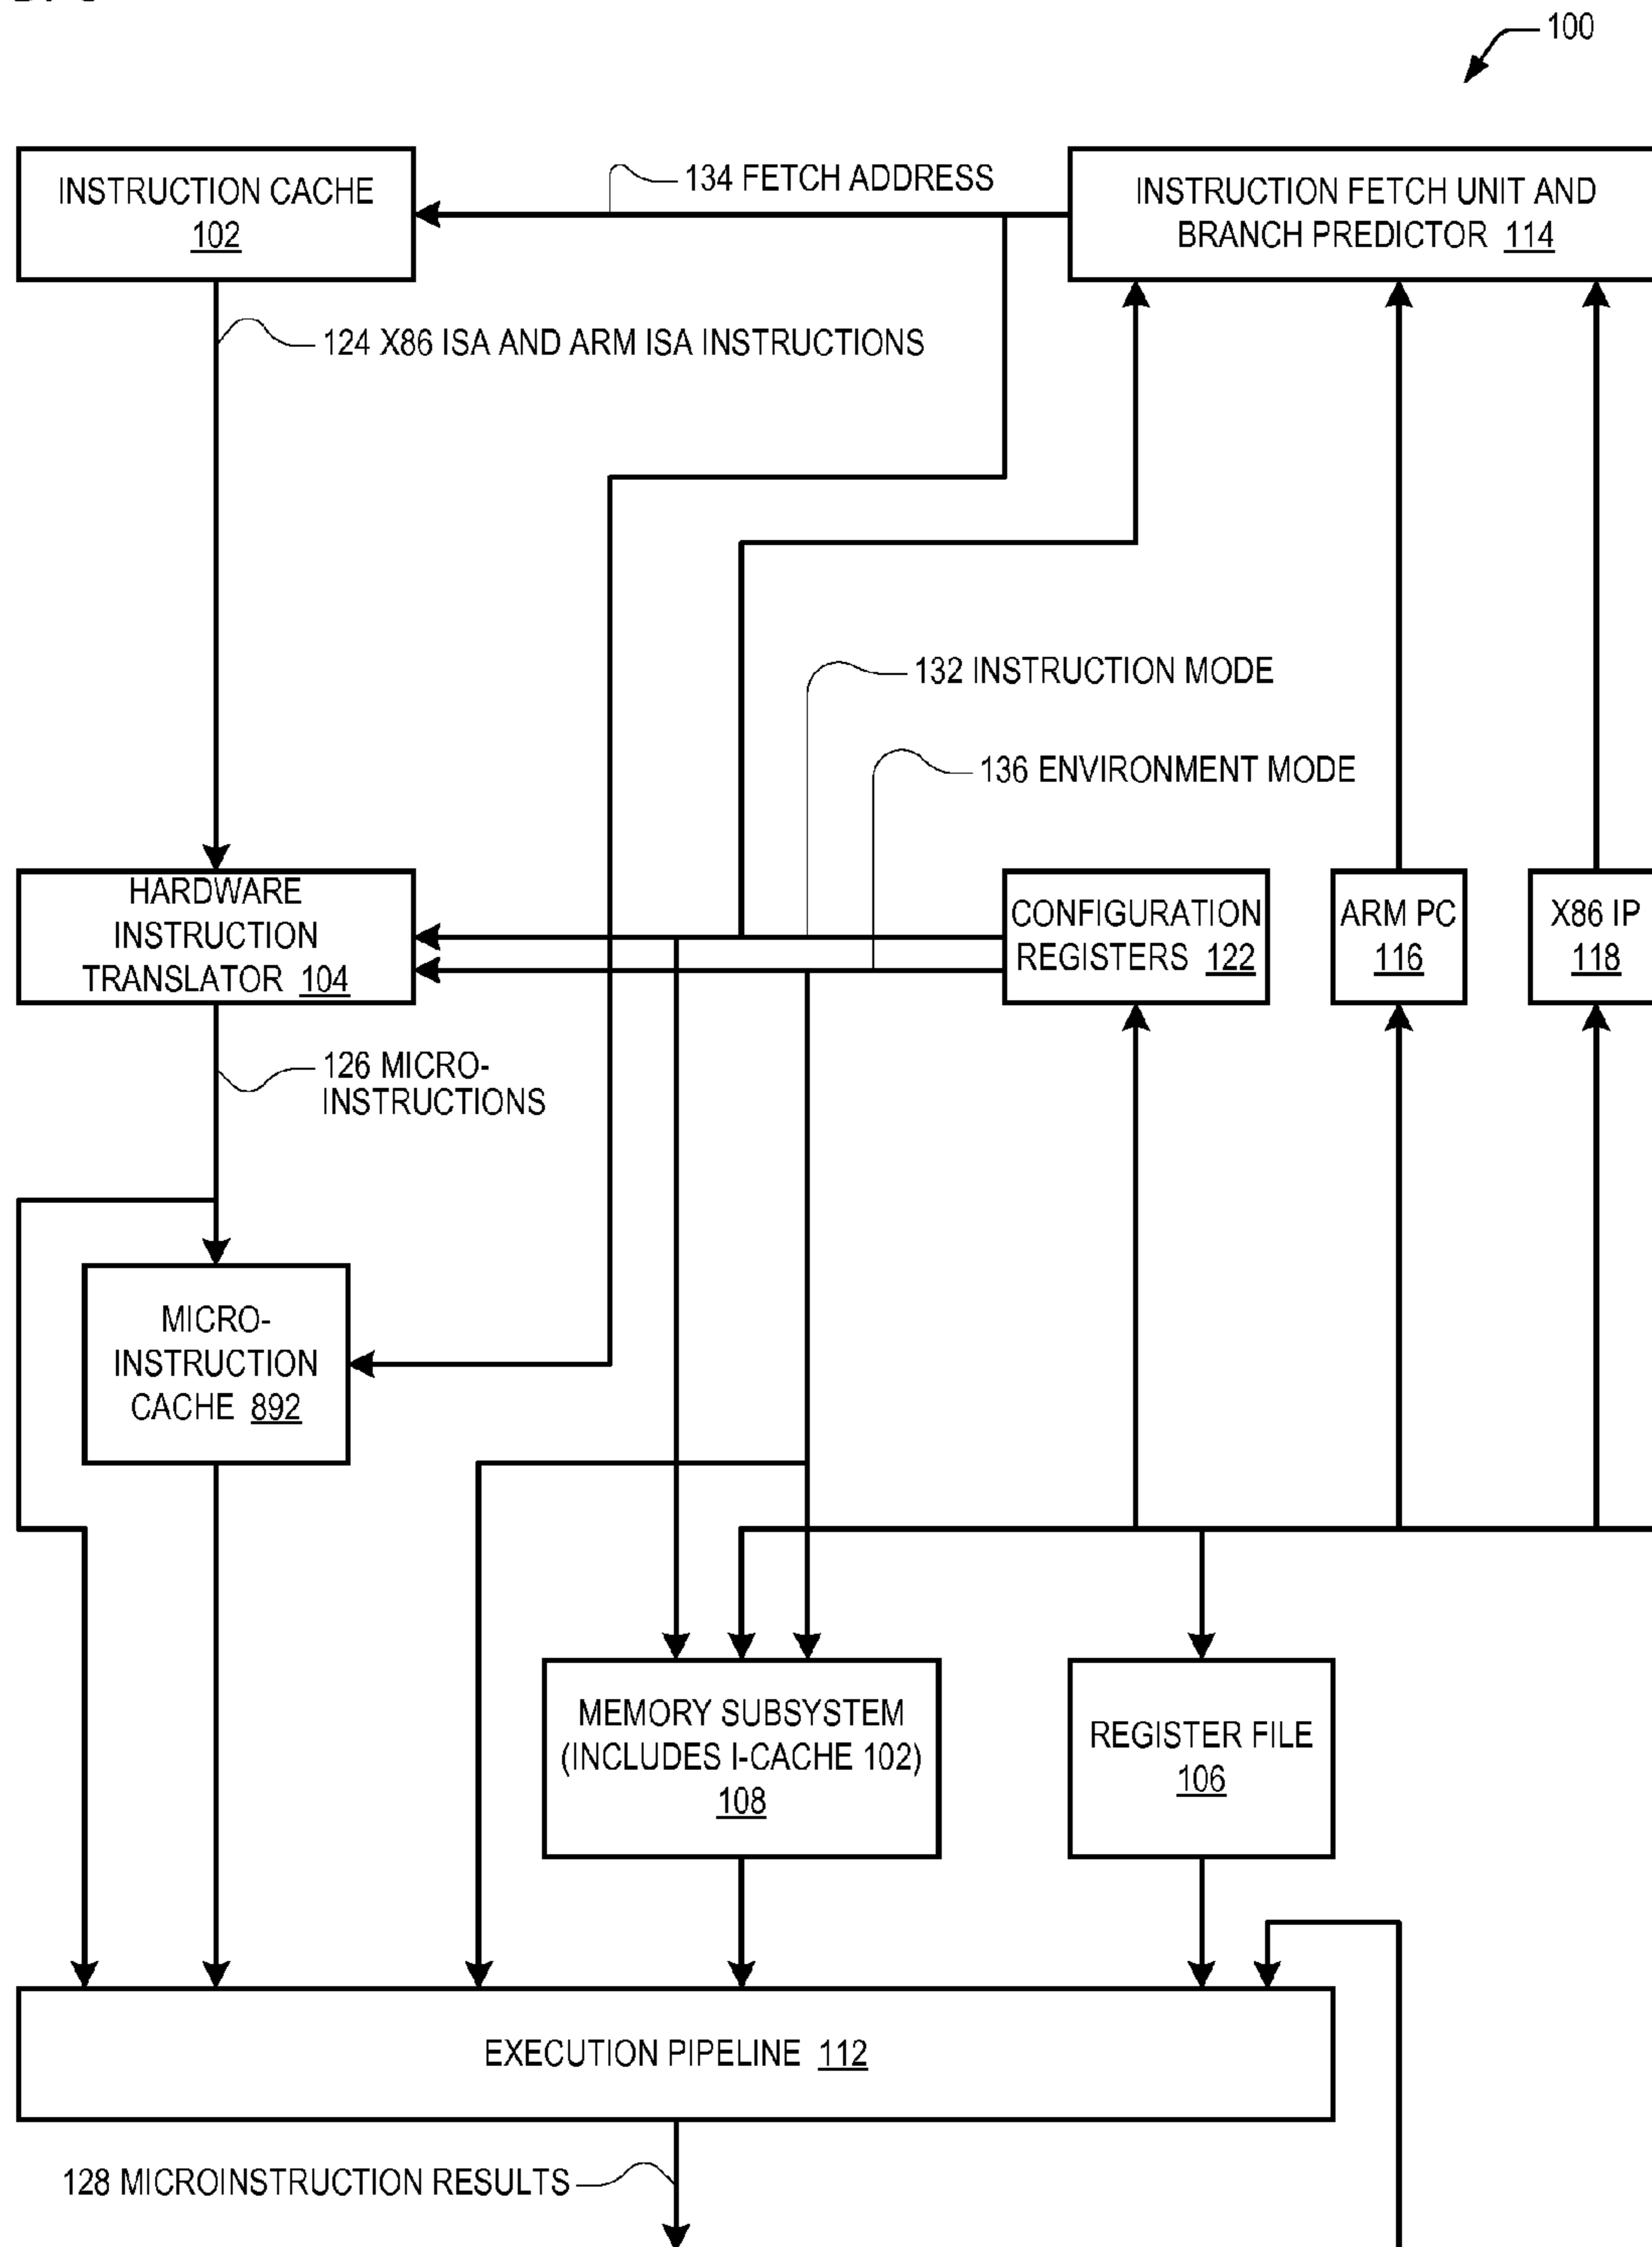 100
INSTRUCTION CACHE
102
134 FETCH ADDRESS
INSTRUCTION FETCH UNIT AND
BRANCH PREDICTOR 114
124 X86 ISA AND ARM ISA INSTRUCTIONS
132 INSTRUCTION MODE
136 ENVIRONMENT MODE
HARDWARE
INSTRUCTION
TRANSLATOR 104
CONFIGURATION
REGISTERS 122
ARM PC
116
X86 IP
118
126 MICRO-
INSTRUCTIONS
MICRO-
INSTRUCTION
CACHE 892
MEMORY SUBSYSTEM
(INCLUDES I-CACHE 102)
108
REGISTER FILE
106
EXECUTION PIPELINE 112
128 MICROINSTRUCTION RESULTS